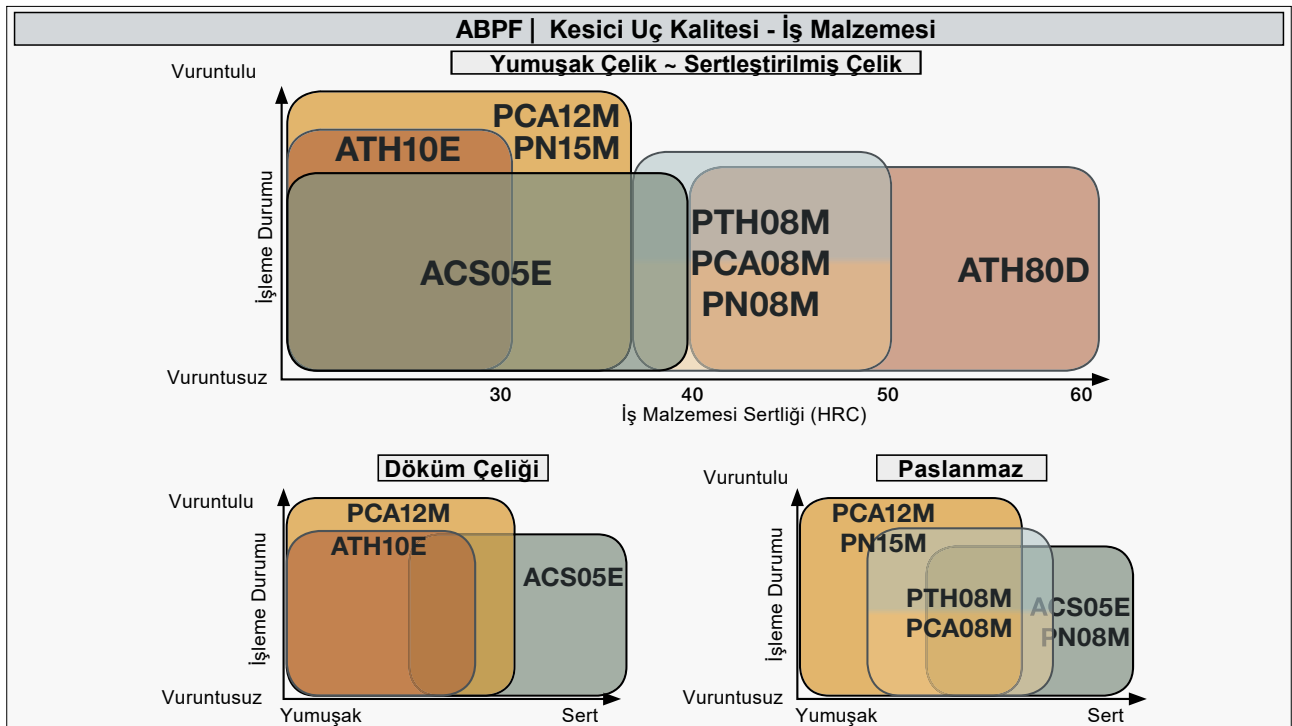 ABPF | Kesici Uç Kalitesi - İş Malzemesi
Yumuşak Çelik ~ Sertleştirilmiş Çelik
Vuruntulu
İşleme Durumu
Vuruntusuz
PCA12M
PN15M
ATH10E
ACS05E
PTH08M
PCA08M
PN08M
ATH80D
30 40 50 60
İş Malzemesi Sertliği (HRC)
Döküm Çeliği
Vuruntulu
İşleme Durumu
Vuruntusuz
PCA12M
ATH10E
ACS05E
Yumuşak Sert
Paslanmaz
Vuruntulu
İşleme Durumu
Vuruntusuz
PCA12M
PN15M
PTH08M
PCA08M
ACS05E
PN08M
Yumuşak Sert